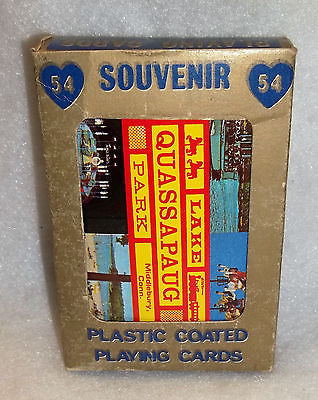 54 SOUVENIR 54
LAKE
QUASSAPAUG
PARK
Middlebury,
Conn.
PLASTIC COATED
PLAYING CARDS